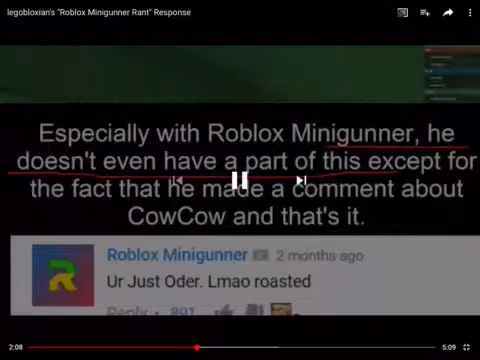 legobloxian's "Roblox Minigunner Rant" Response
Especially with Roblox Minigunner, he
doesn't even have a part of this except for
the fact that he made a comment about
CowCow and that's it.
Roblox Minigunner 2 months ago
Ur Just Oder. Lmao roasted
Reply · 891
2:08
5:09